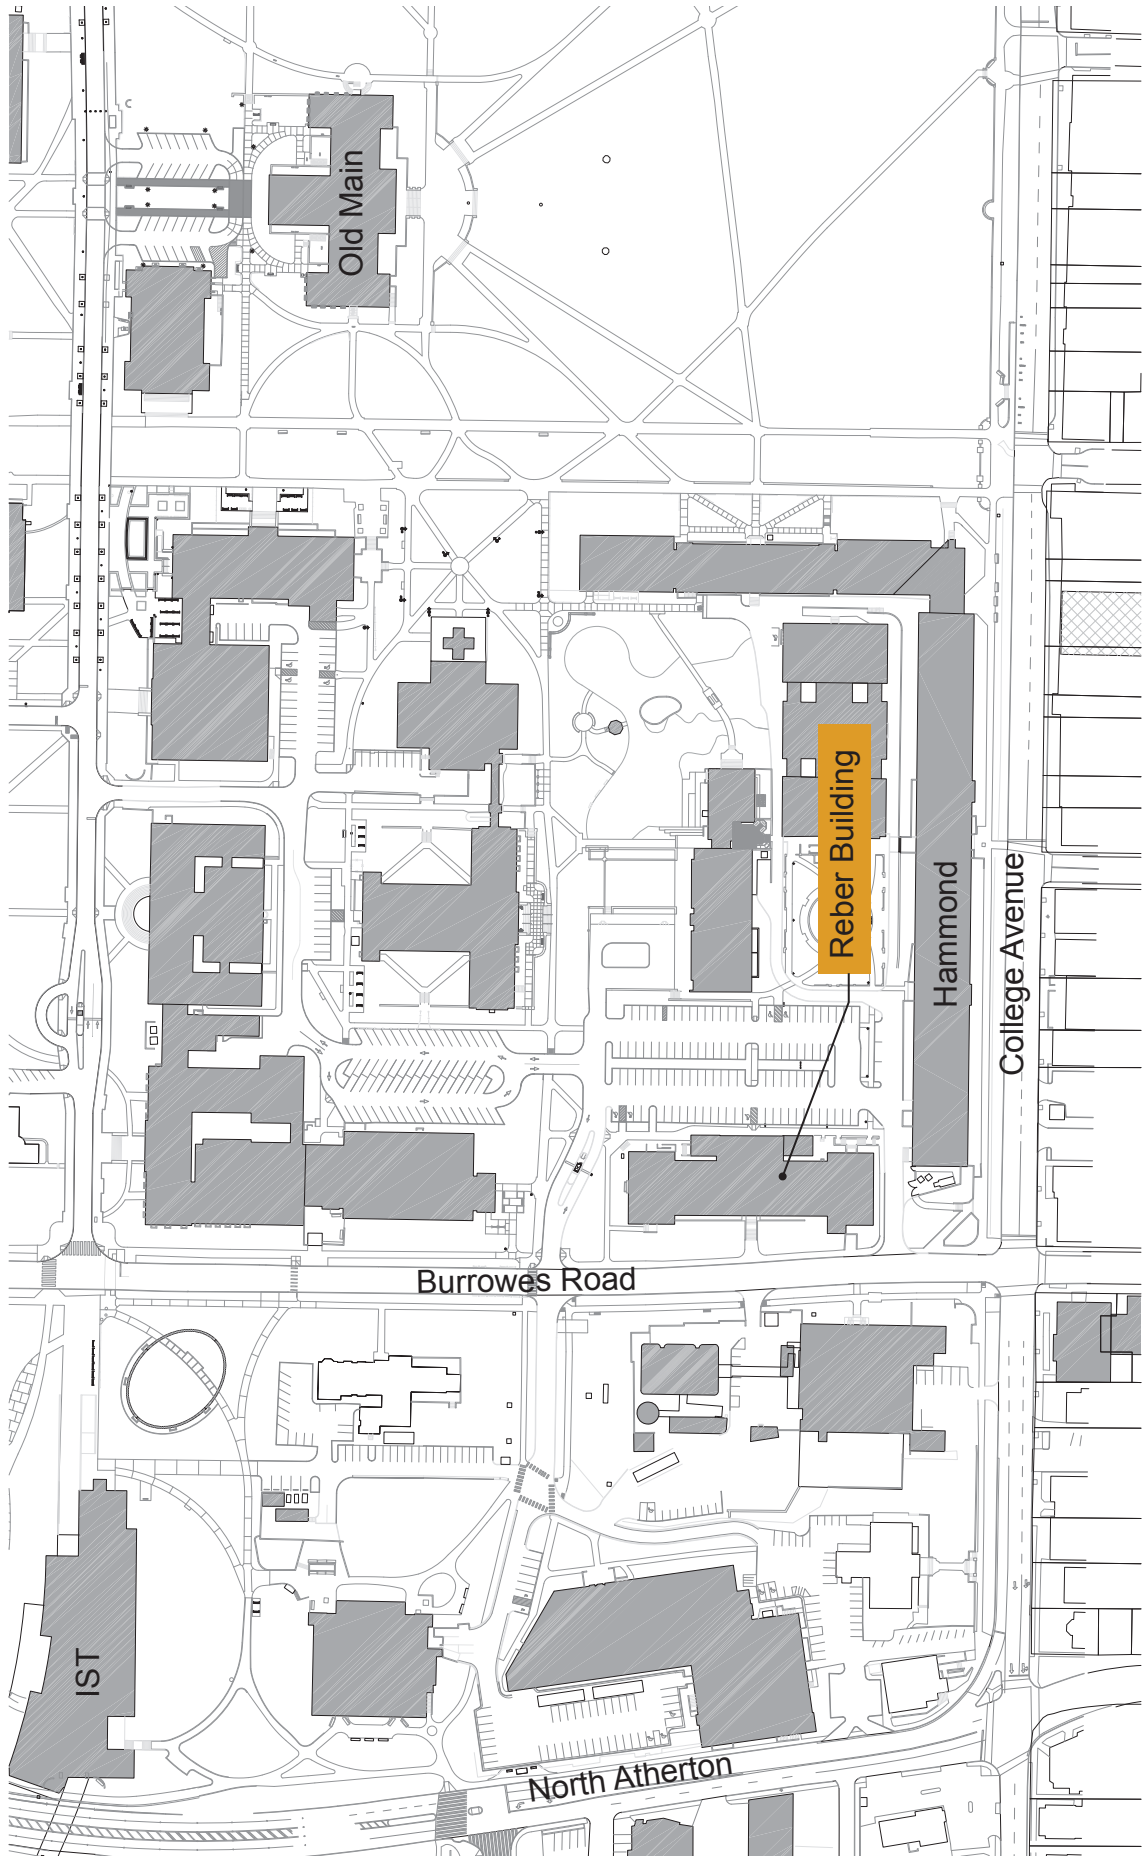 Old Main
Reber Building
Hammond
College Avenue
Burrowes Road
IST
North Atherton